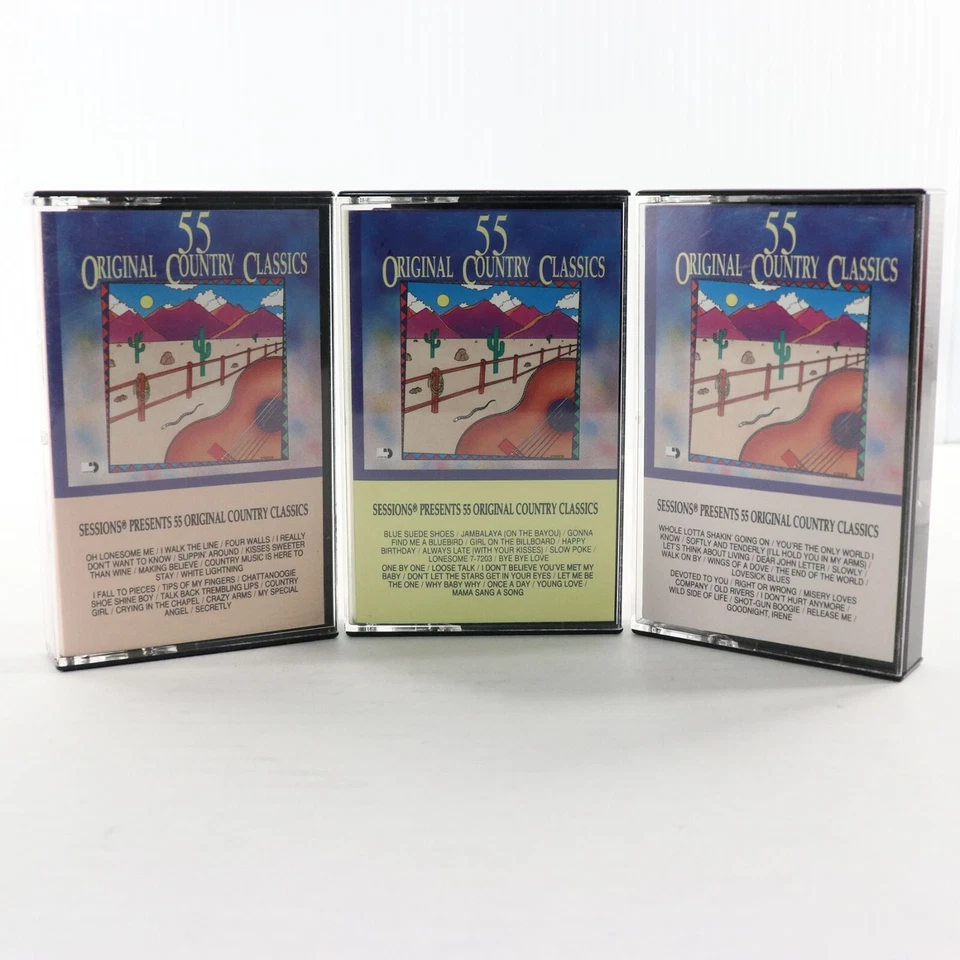 55
ORIGINAL COUNTRY CLASSICS
SESSIONS® PRESENTS 55 ORIGINAL COUNTRY CLASSICS
OH LONESOME ME / I WALK THE LINE / FOUR WALLS / I REALLY
DON'T WANT TO KNOW / SLIPPIN' AROUND / KISSES SWEETER
THAN WINE / MAKING BELIEVE / COUNTRY MUSIC IS HERE TO
STAY / WHITE LIGHTNING
I FALL TO PIECES / TIPS OF MY FINGERS / CHATTANOOGIE
SHOE SHINE BOY / TALK BACK TREMBLING LIPS / COUNTRY
GIRL / CRYING IN THE CHAPEL / CRAZY ARMS / MY SPECIAL
ANGEL / SECRETLY
55
ORIGINAL COUNTRY CLASSICS
SESSIONS® PRESENTS 55 ORIGINAL COUNTRY CLASSICS
BLUE SUEDE SHOES / JAMBALAYA (ON THE BAYOU) / GONNA
FIND ME A BLUEBIRD / GIRL ON THE BILLBOARD / HAPPY
BIRTHDAY / ALWAYS LATE (WITH YOUR KISSES) / SLOW POKE /
LONESOME 7-7203 / BYE BYE LOVE
ONE BY ONE / LOOSE TALK / I DON'T BELIEVE YOU'VE MET MY
BABY / DON'T LET THE STARS GET IN YOUR EYES / LET ME BE
THE ONE / WHY BABY WHY / ONCE A DAY / YOUNG LOVE /
MAMA SANG A SONG
55
ORIGINAL COUNTRY CLASSICS
SESSIONS® PRESENTS 55 ORIGINAL COUNTRY CLASSICS
WHOLE LOTTA SHAKIN' GOING ON / YOU'RE THE ONLY WORLD I
KNOW / SOFTLY AND TENDERLY (I'LL HOLD YOU IN MY ARMS) /
LET'S THINK ABOUT LIVING / DEAR JOHN LETTER / SLOWLY /
WALK ON BY / WINGS OF A DOVE / THE END OF THE WORLD /
LOVESICK BLUES
DEVOTED TO YOU / RIGHT OR WRONG / MISERY LOVES
COMPANY / OLD RIVERS / I DON'T HURT ANYMORE /
WILD SIDE OF LIFE / SHOT-GUN BOOGIE / RELEASE ME /
GOODNIGHT, IRENE